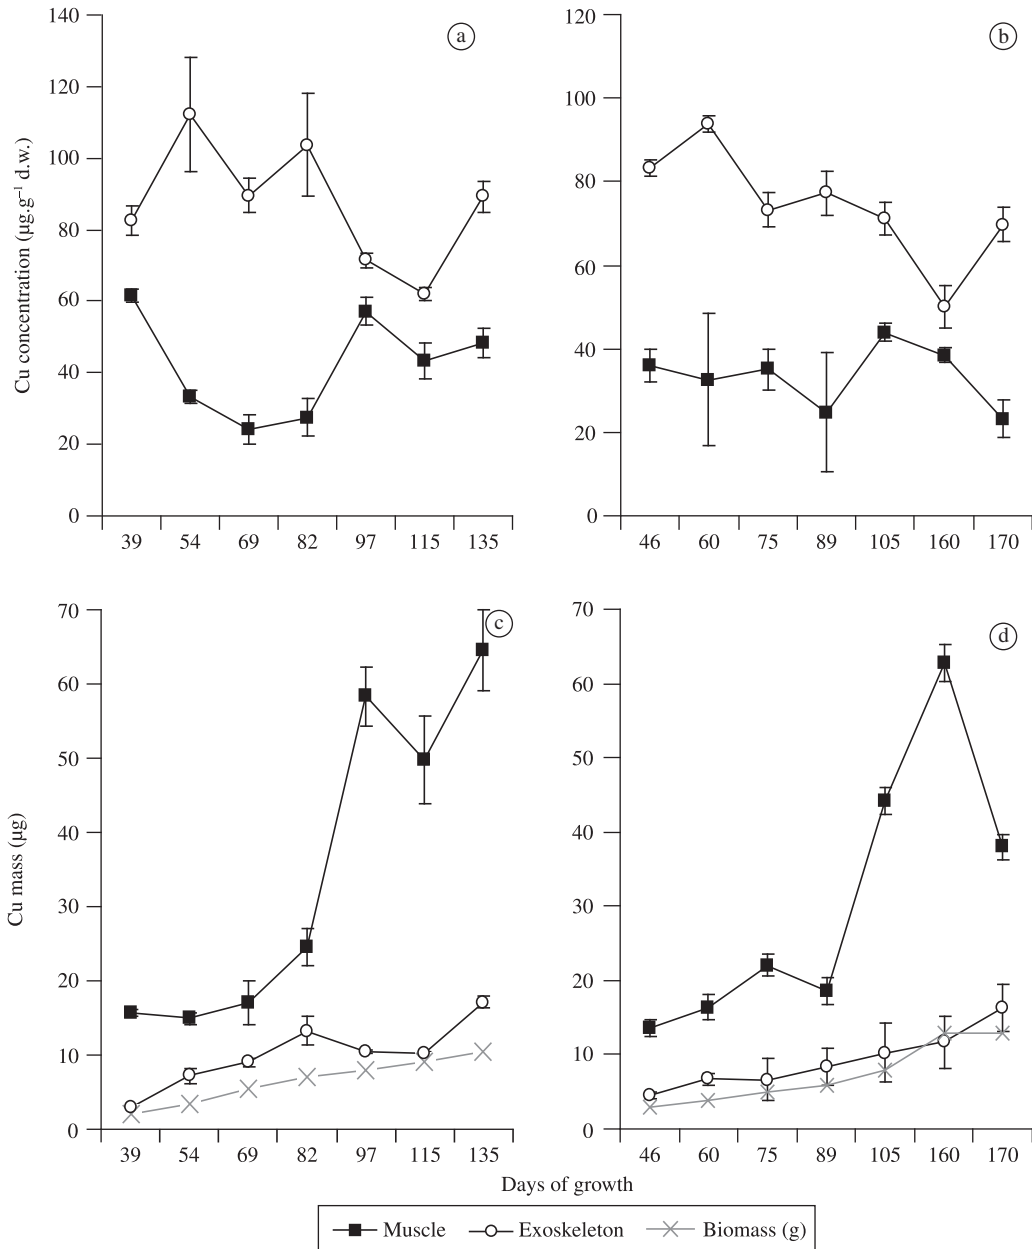 140
120
100
80
60
40
20
0
Cu concentration (µg.g⁻¹ d.w.)
a
39 54 69 82 97 115 135
120
100
80
60
40
20
0
b
46 60 75 89 105 160 170
70
60
50
40
30
20
10
0
Cu mass (µg)
c
39 54 69 82 97 115 135
70
60
50
40
30
20
10
0
d
46 60 75 89 105 160 170
Days of growth
Muscle Exoskeleton Biomass (g)